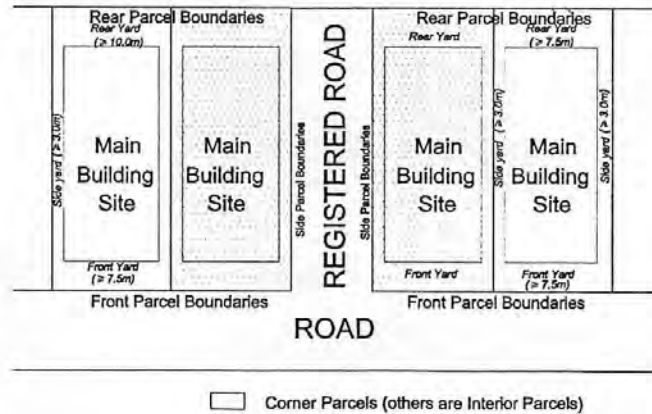 Rear Parcel Boundaries
Rear Yard
(≥ 10.0m)
Side yard (≥ 3.0m)
Main
Building
Site
Front Yard
(≥ 7.5m)
Main
Building
Site
Front Parcel Boundaries
Side Parcel Boundaries
REGISTERED ROAD
Side Parcel Boundaries
Rear Parcel Boundaries
Rear Yard
Main
Building
Site
Front Yard
Rear Yard
(≥ 7.5m)
Side yard (≥ 3.0m)
Main
Building
Site
Side yard (≥ 3.0m)
Front Yard
(≥ 7.5m)
Front Parcel Boundaries
ROAD
Corner Parcels (others are Interior Parcels)